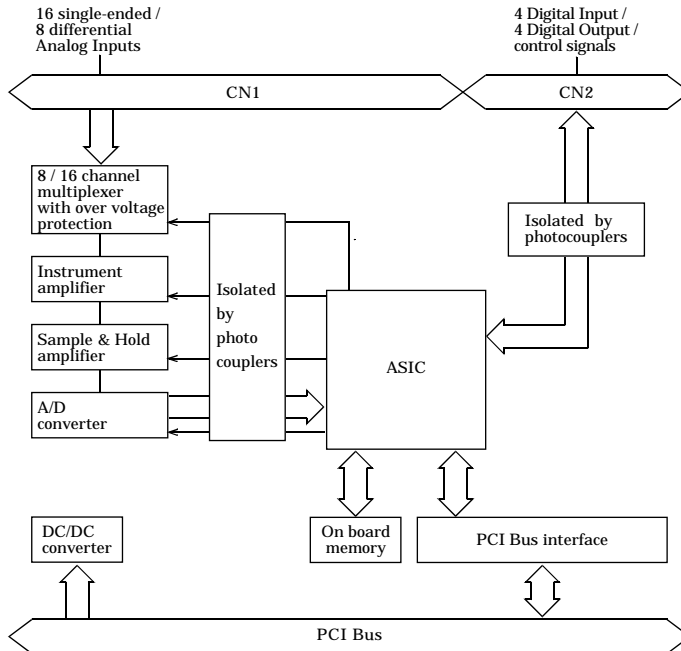 16 single-ended /
8 differential
Analog Inputs
4 Digital Input /
4 Digital Output /
control signals
CN1
CN2
8 / 16 channel
multiplexer
with over voltage
protection
Isolated by
photocouplers
Instrument
amplifier
Isolated
by
photo
couplers
Sample & Hold
amplifier
ASIC
A/D
converter
DC/DC
converter
On board
memory
PCI Bus interface
PCI Bus